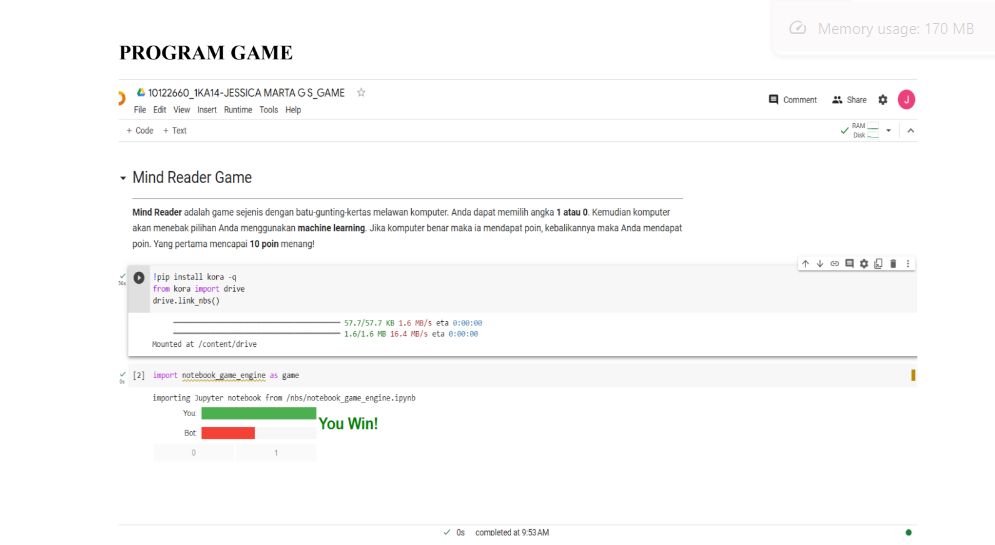 Memory usage: 170 MB
PROGRAM GAME
10122660_1KA14-JESSICA MARTA G S_GAME
Comment Share J
File Edit View Insert Runtime Tools Help
+ Code + Text
RAM
Disk
Mind Reader Game
Mind Reader adalah game sejenis dengan batu-gunting-kertas melawan komputer. Anda dapat memilih angka 1 atau 0. Kemudian komputer
akan menebak pilihan Anda menggunakan machine learning. Jika komputer benar maka ia mendapat poin, kebalikannya maka Anda mendapat
poin. Yang pertama mencapai 10 poin menang!
!pip install kora -q
from kora import drive
drive.link_nbs()
57.7/57.7 KB 1.6 MB/s eta 0:00:00
1.6/1.6 MB 16.4 MB/s eta 0:00:00
Mounted at /content/drive
[2] import notebook_game_engine as game
0s
importing Jupyter notebook from /nbs/notebook_game_engine.ipynb
You:
You Win!
Bot:
0 1
0s completed at 9:53 AM